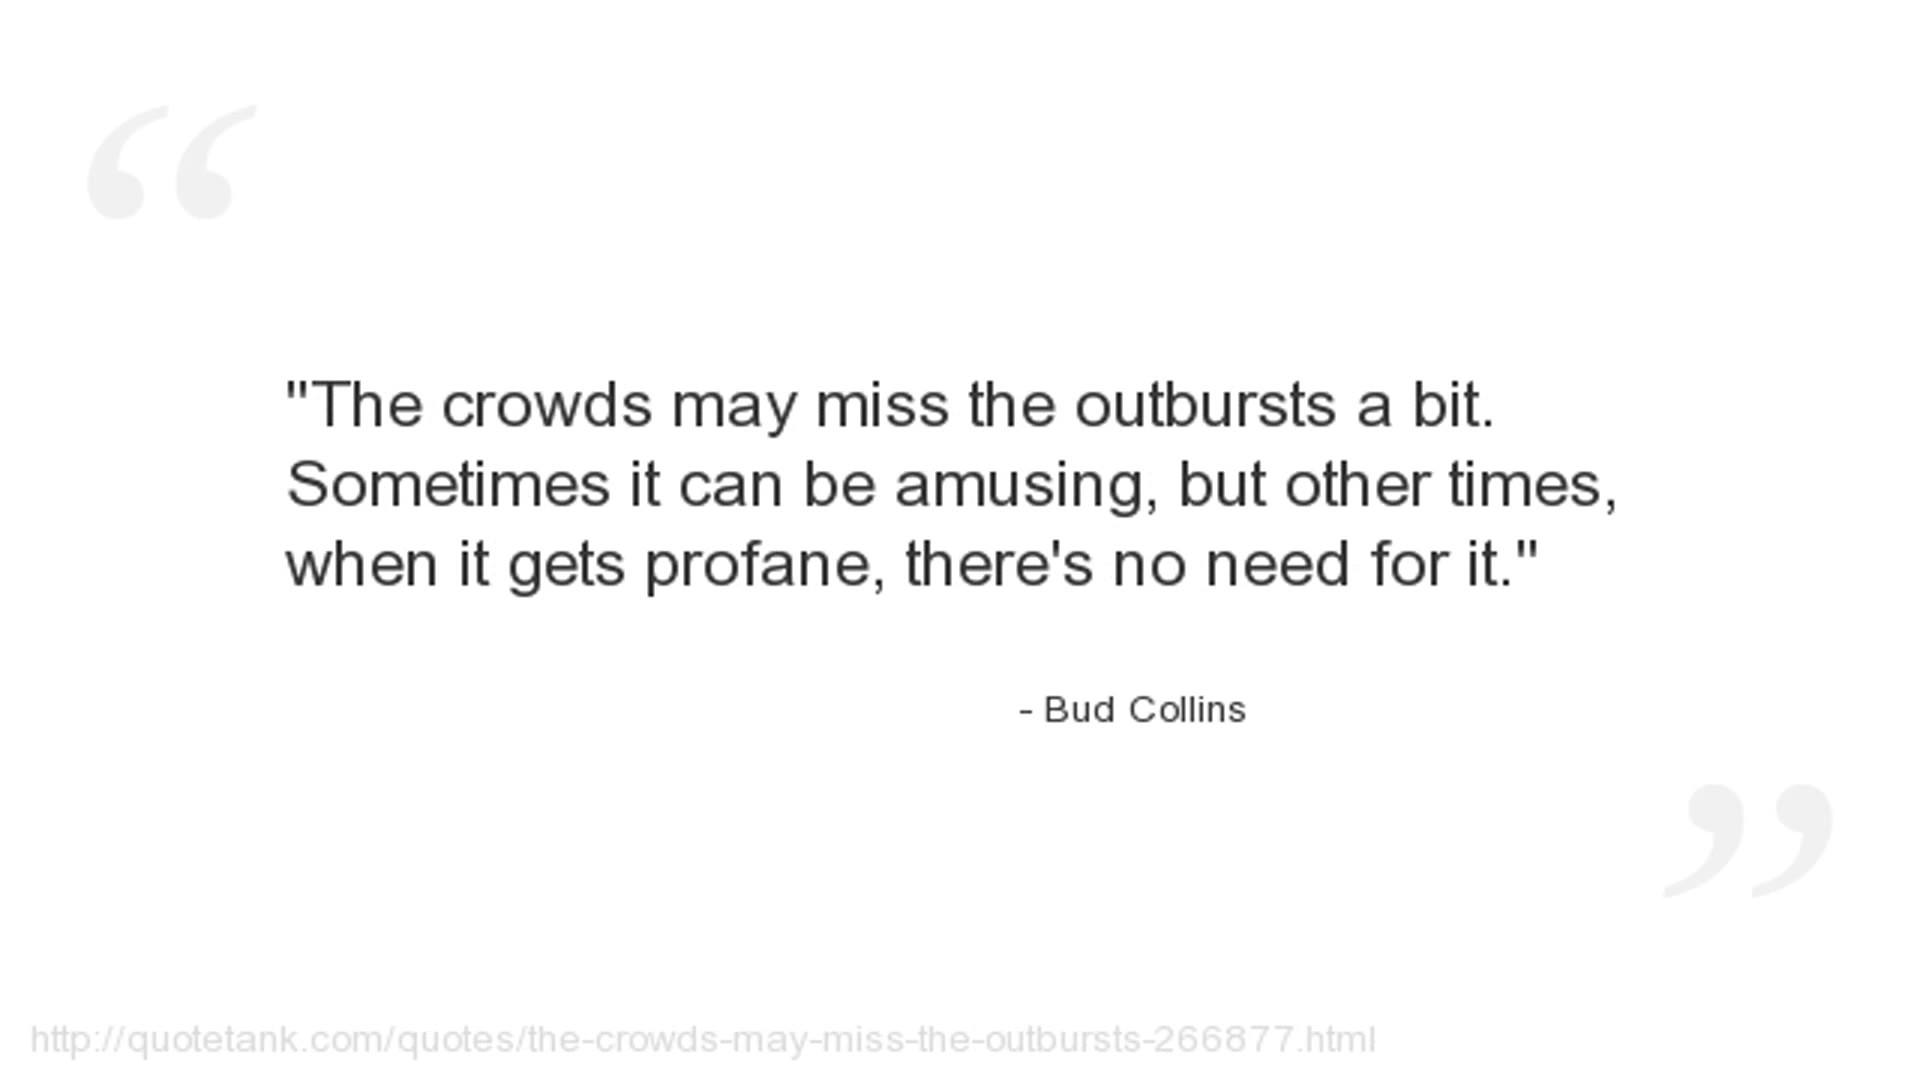 "The crowds may miss the outbursts a bit.
Sometimes it can be amusing, but other times,
when it gets profane, there's no need for it."
- Bud Collins
http://quotetank.com/quotes/the-crowds-may-miss-the-outbursts-266877.html